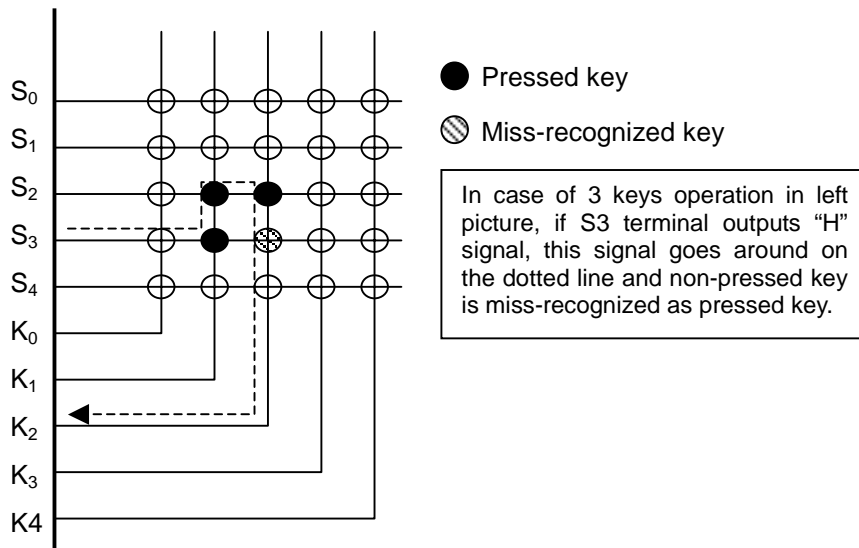 S0
S1
S2
S3
S4
K0
K1
K2
K3
K4
Pressed key
Miss-recognized key
In case of 3 keys operation in left
picture, if S3 terminal outputs “H”
signal, this signal goes around on
the dotted line and non-pressed key
is miss-recognized as pressed key.